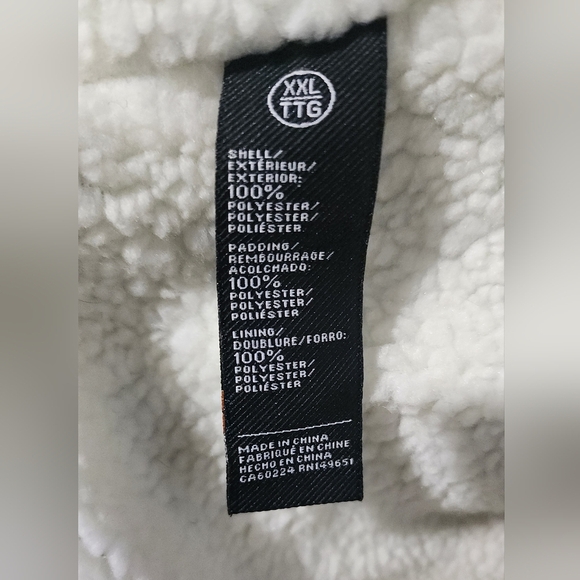 XXL
TTG
SHELL/
EXTÉRIEUR/
EXTERIOR:
100%
POLYESTER/
POLYESTER/
POLIÉSTER
PADDING/
REMBOURRAGE/
ACOLCHADO:
100%
POLYESTER/
POLYESTER/
POLIÉSTER
LINING/
DOUBLURE/FORRO:
100%
POLYESTER/
POLYESTER/
POLIÉSTER
MADE IN CHINA
FABRIQUÉ EN CHINE
HECHO EN CHINA
CA60224 RN149651